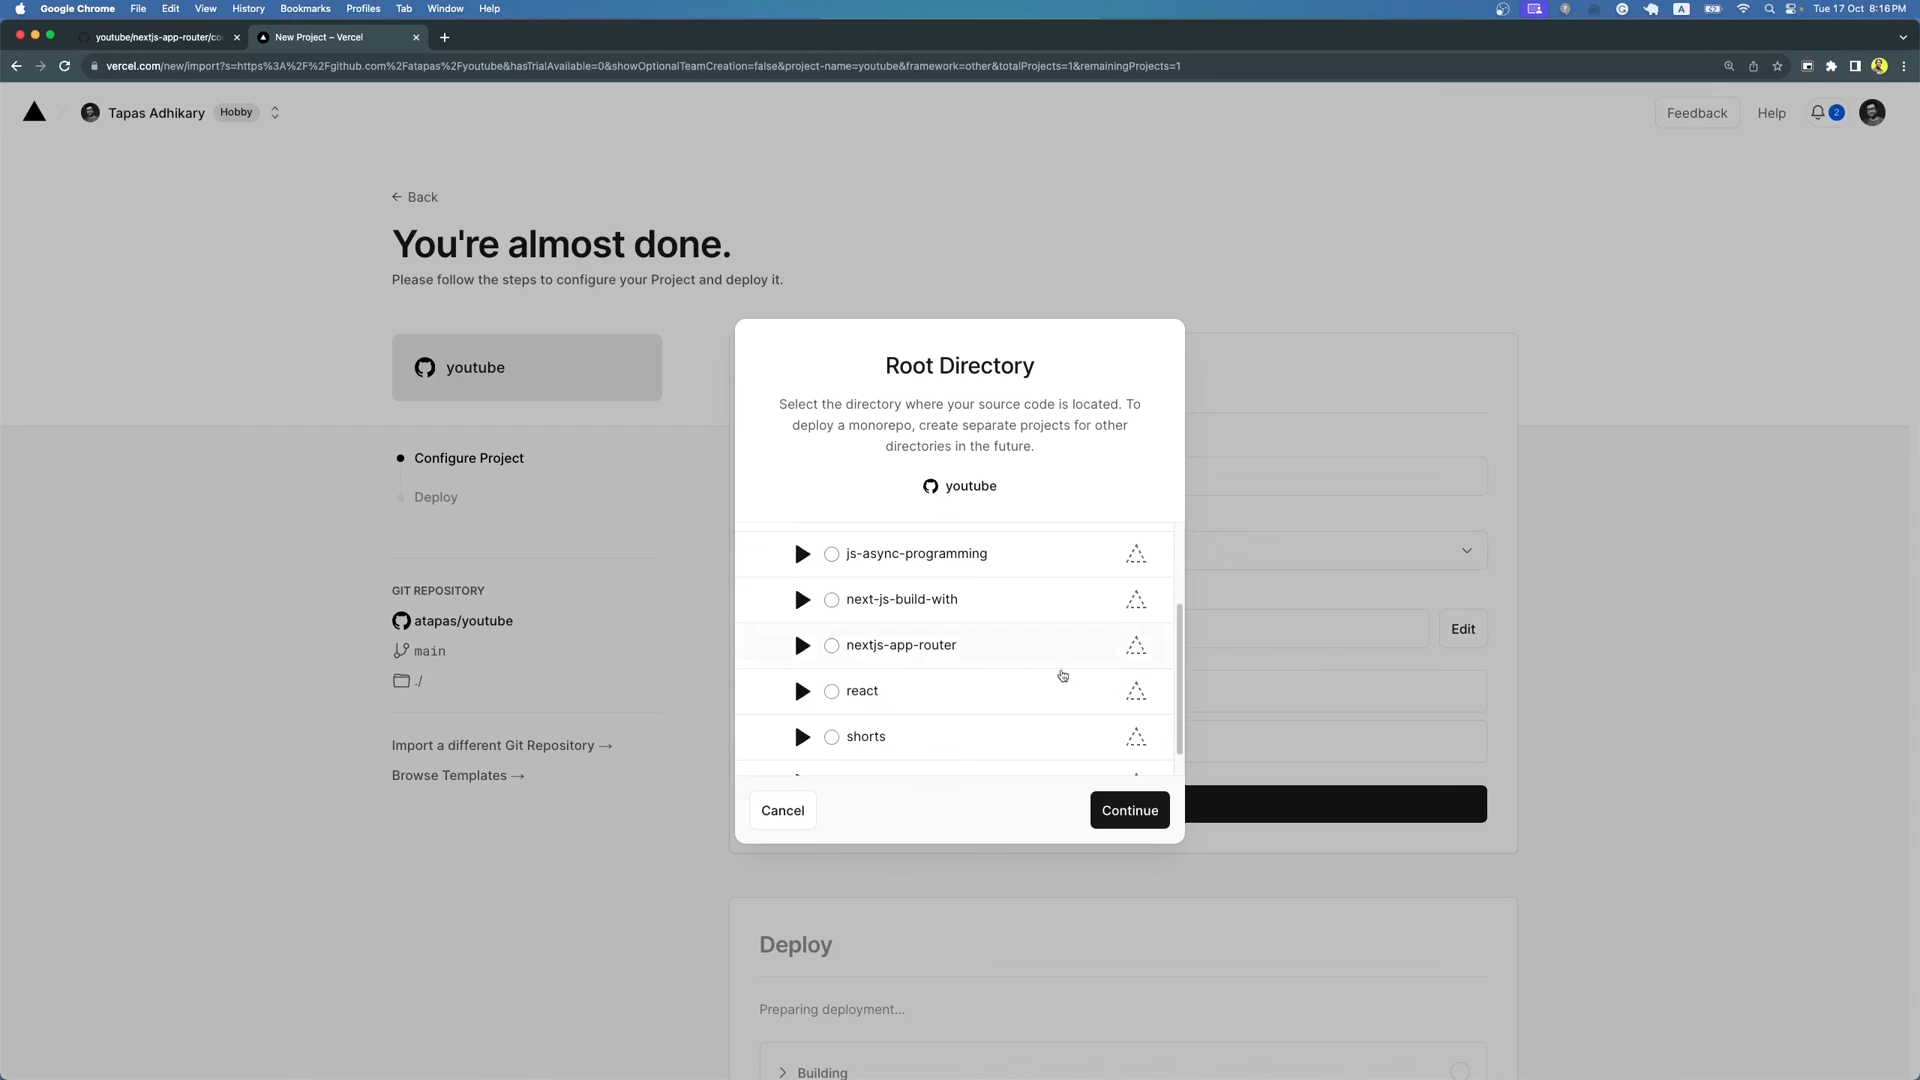 Google Chrome File Edit View History Bookmarks Profiles Tab Window Help
A Tue 17 Oct 8:16 PM
youtube/nextjs-app-router/co
New Project – Vercel
vercel.com/new/import?s=https%3A%2F%2Fgithub.com%2Fatapas%2Fyoutube&hasTrialAvailable=0&showOptionalTeamCreation=false&project-name=youtube&framework=other&totalProjects=1&remainingProjects=1
Tapas Adhikary Hobby
Feedback Help 2
← Back
You're almost done.
Please follow the steps to configure your Project and deploy it.
youtube
Configure Project
Deploy
GIT REPOSITORY
atapas/youtube
main
./
Import a different Git Repository →
Browse Templates →
Root Directory
Select the directory where your source code is located. To
deploy a monorepo, create separate projects for other
directories in the future.
youtube
js-async-programming
next-js-build-with
nextjs-app-router
react
shorts
Cancel Continue
Edit
Deploy
Preparing deployment...
Building